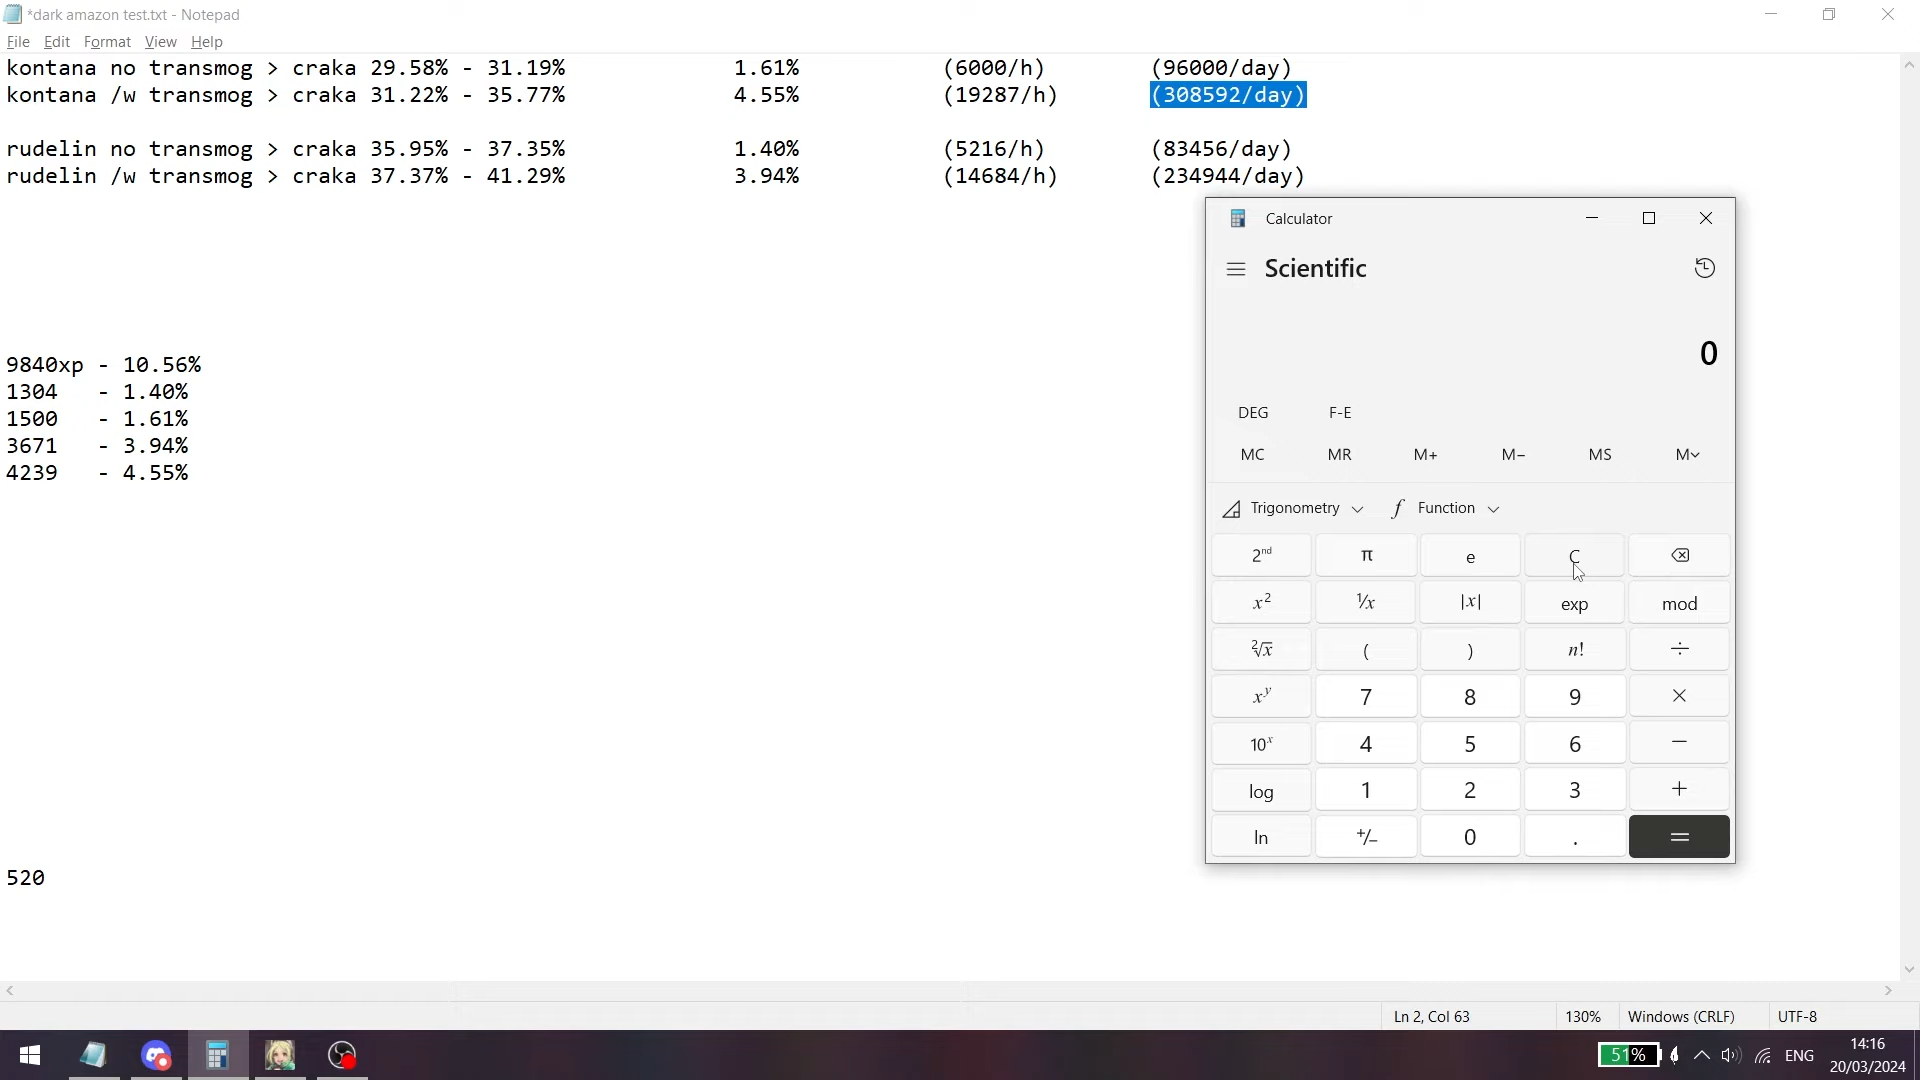 *dark amazon test.txt - Notepad
File Edit Format View Help
kontana no transmog > craka 29.58% - 31.19% 1.61% (6000/h) (96000/day)
kontana /w transmog > craka 31.22% - 35.77% 4.55% (19287/h) (308592/day)
rudelin no transmog > craka 35.95% - 37.35% 1.40% (5216/h) (83456/day)
rudelin /w transmog > craka 37.37% - 41.29% 3.94% (14684/h) (234944/day)
9840xp - 10.56%
1304 - 1.40%
1500 - 1.61%
3671 - 3.94%
4239 - 4.55%
520
Calculator
Scientific
0
DEG F-E
MC MR M+ M− MS M
Trigonometry f Function
2nd π e C
x² ¹/x |x| exp mod
²√x ( ) n! ÷
xʸ 7 8 9 ×
10ˣ 4 5 6 −
log 1 2 3 +
ln +/− 0 . =
Ln 2, Col 63 130% Windows (CRLF) UTF-8
51% ENG 14:16
20/03/2024